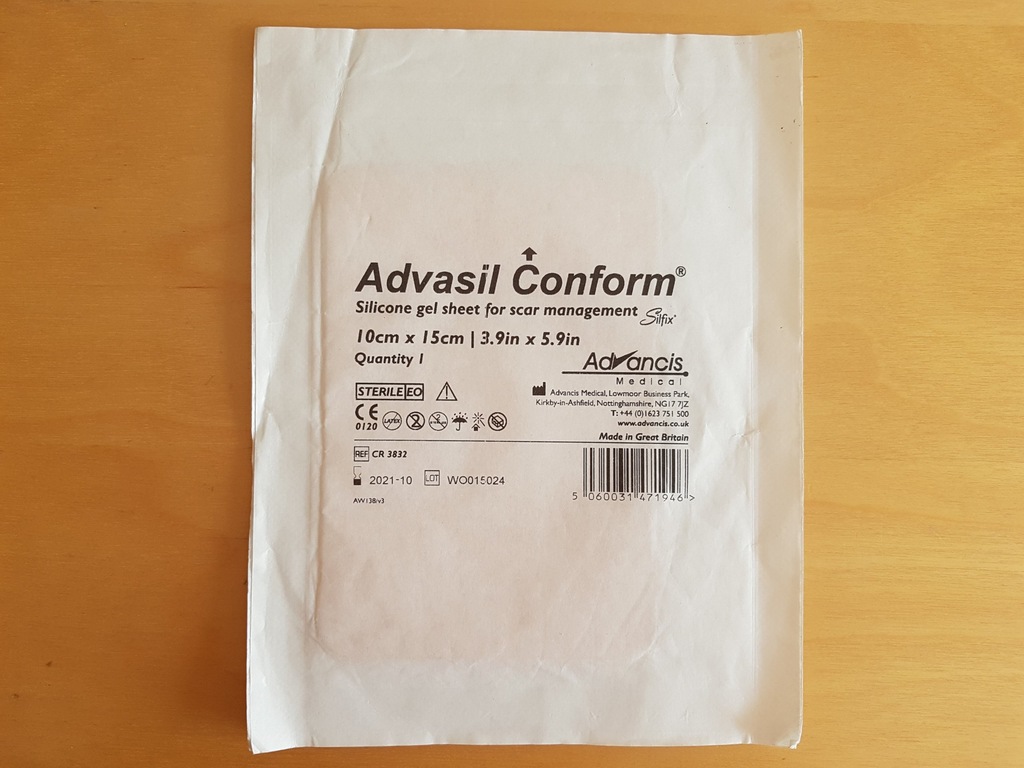 Advasil Conform®
Silicone gel sheet for scar management Silfix®
10cm x 15cm | 3.9in x 5.9in
Quantity 1
Advancis
Medical
STERILE EO
Advancis Medical, Lowmoor Business Park,
Kirkby-in-Ashfield, Nottinghamshire, NG17 7JZ
T: +44 (0)1623 751 500
www.advancis.co.uk
CE
0120
LATEX
Made in Great Britain
REF CR 3832
2021-10 LOT WO015024
5 060031 471946 >
AW138/v3